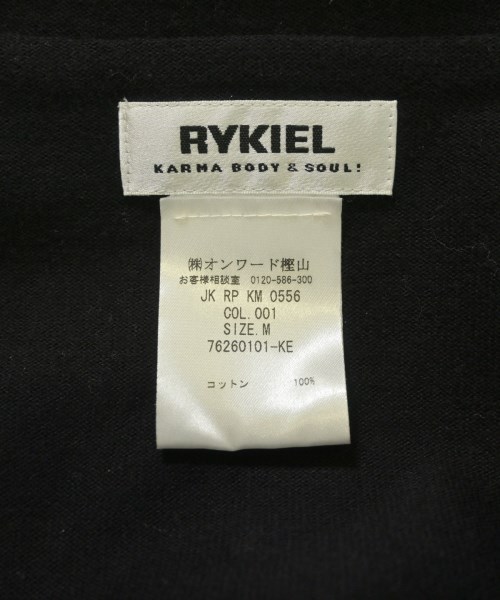 RYKIEL
KARMA BODY & SOUL!
㈱オンワード樫山
お客様相談室 0120-586-300
JK RP KM 0556
COL.001
SIZE.M
76260101-KE
コットン 100%